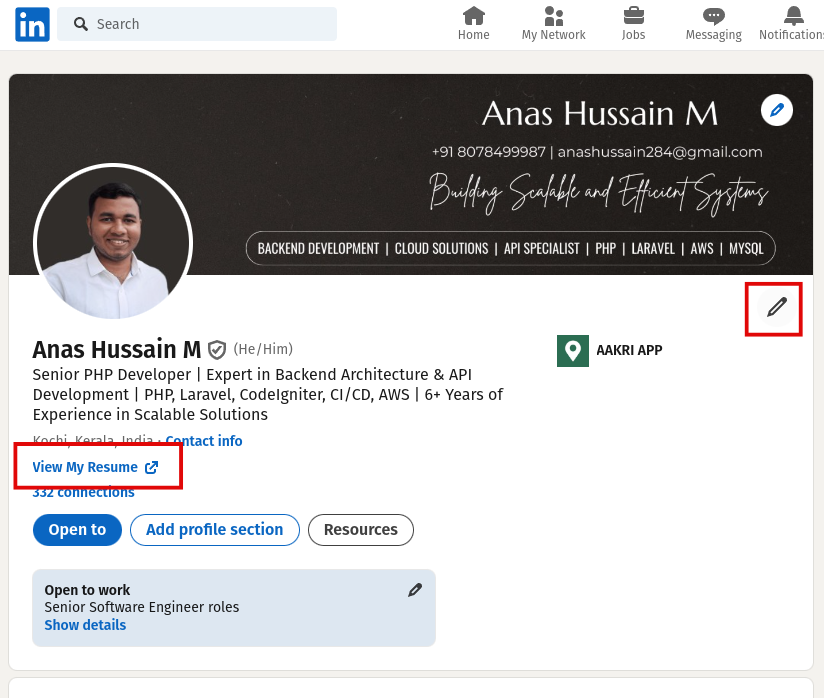 in
Search
Home
My Network
Jobs
Messaging
Notifications
Anas Hussain M
+91 8078499987 | anashussain284@gmail.com
Building Scalable and Efficient Systems
BACKEND DEVELOPMENT | CLOUD SOLUTIONS | API SPECIALIST | PHP | LARAVEL | AWS | MYSQL
Anas Hussain M (He/Him)
AAKRI APP
Senior PHP Developer | Expert in Backend Architecture & API
Development | PHP, Laravel, CodeIgniter, CI/CD, AWS | 6+ Years of
Experience in Scalable Solutions
Kochi, Kerala, India · Contact info
View My Resume
332 connections
Open to
Add profile section
Resources
Open to work
Senior Software Engineer roles
Show details